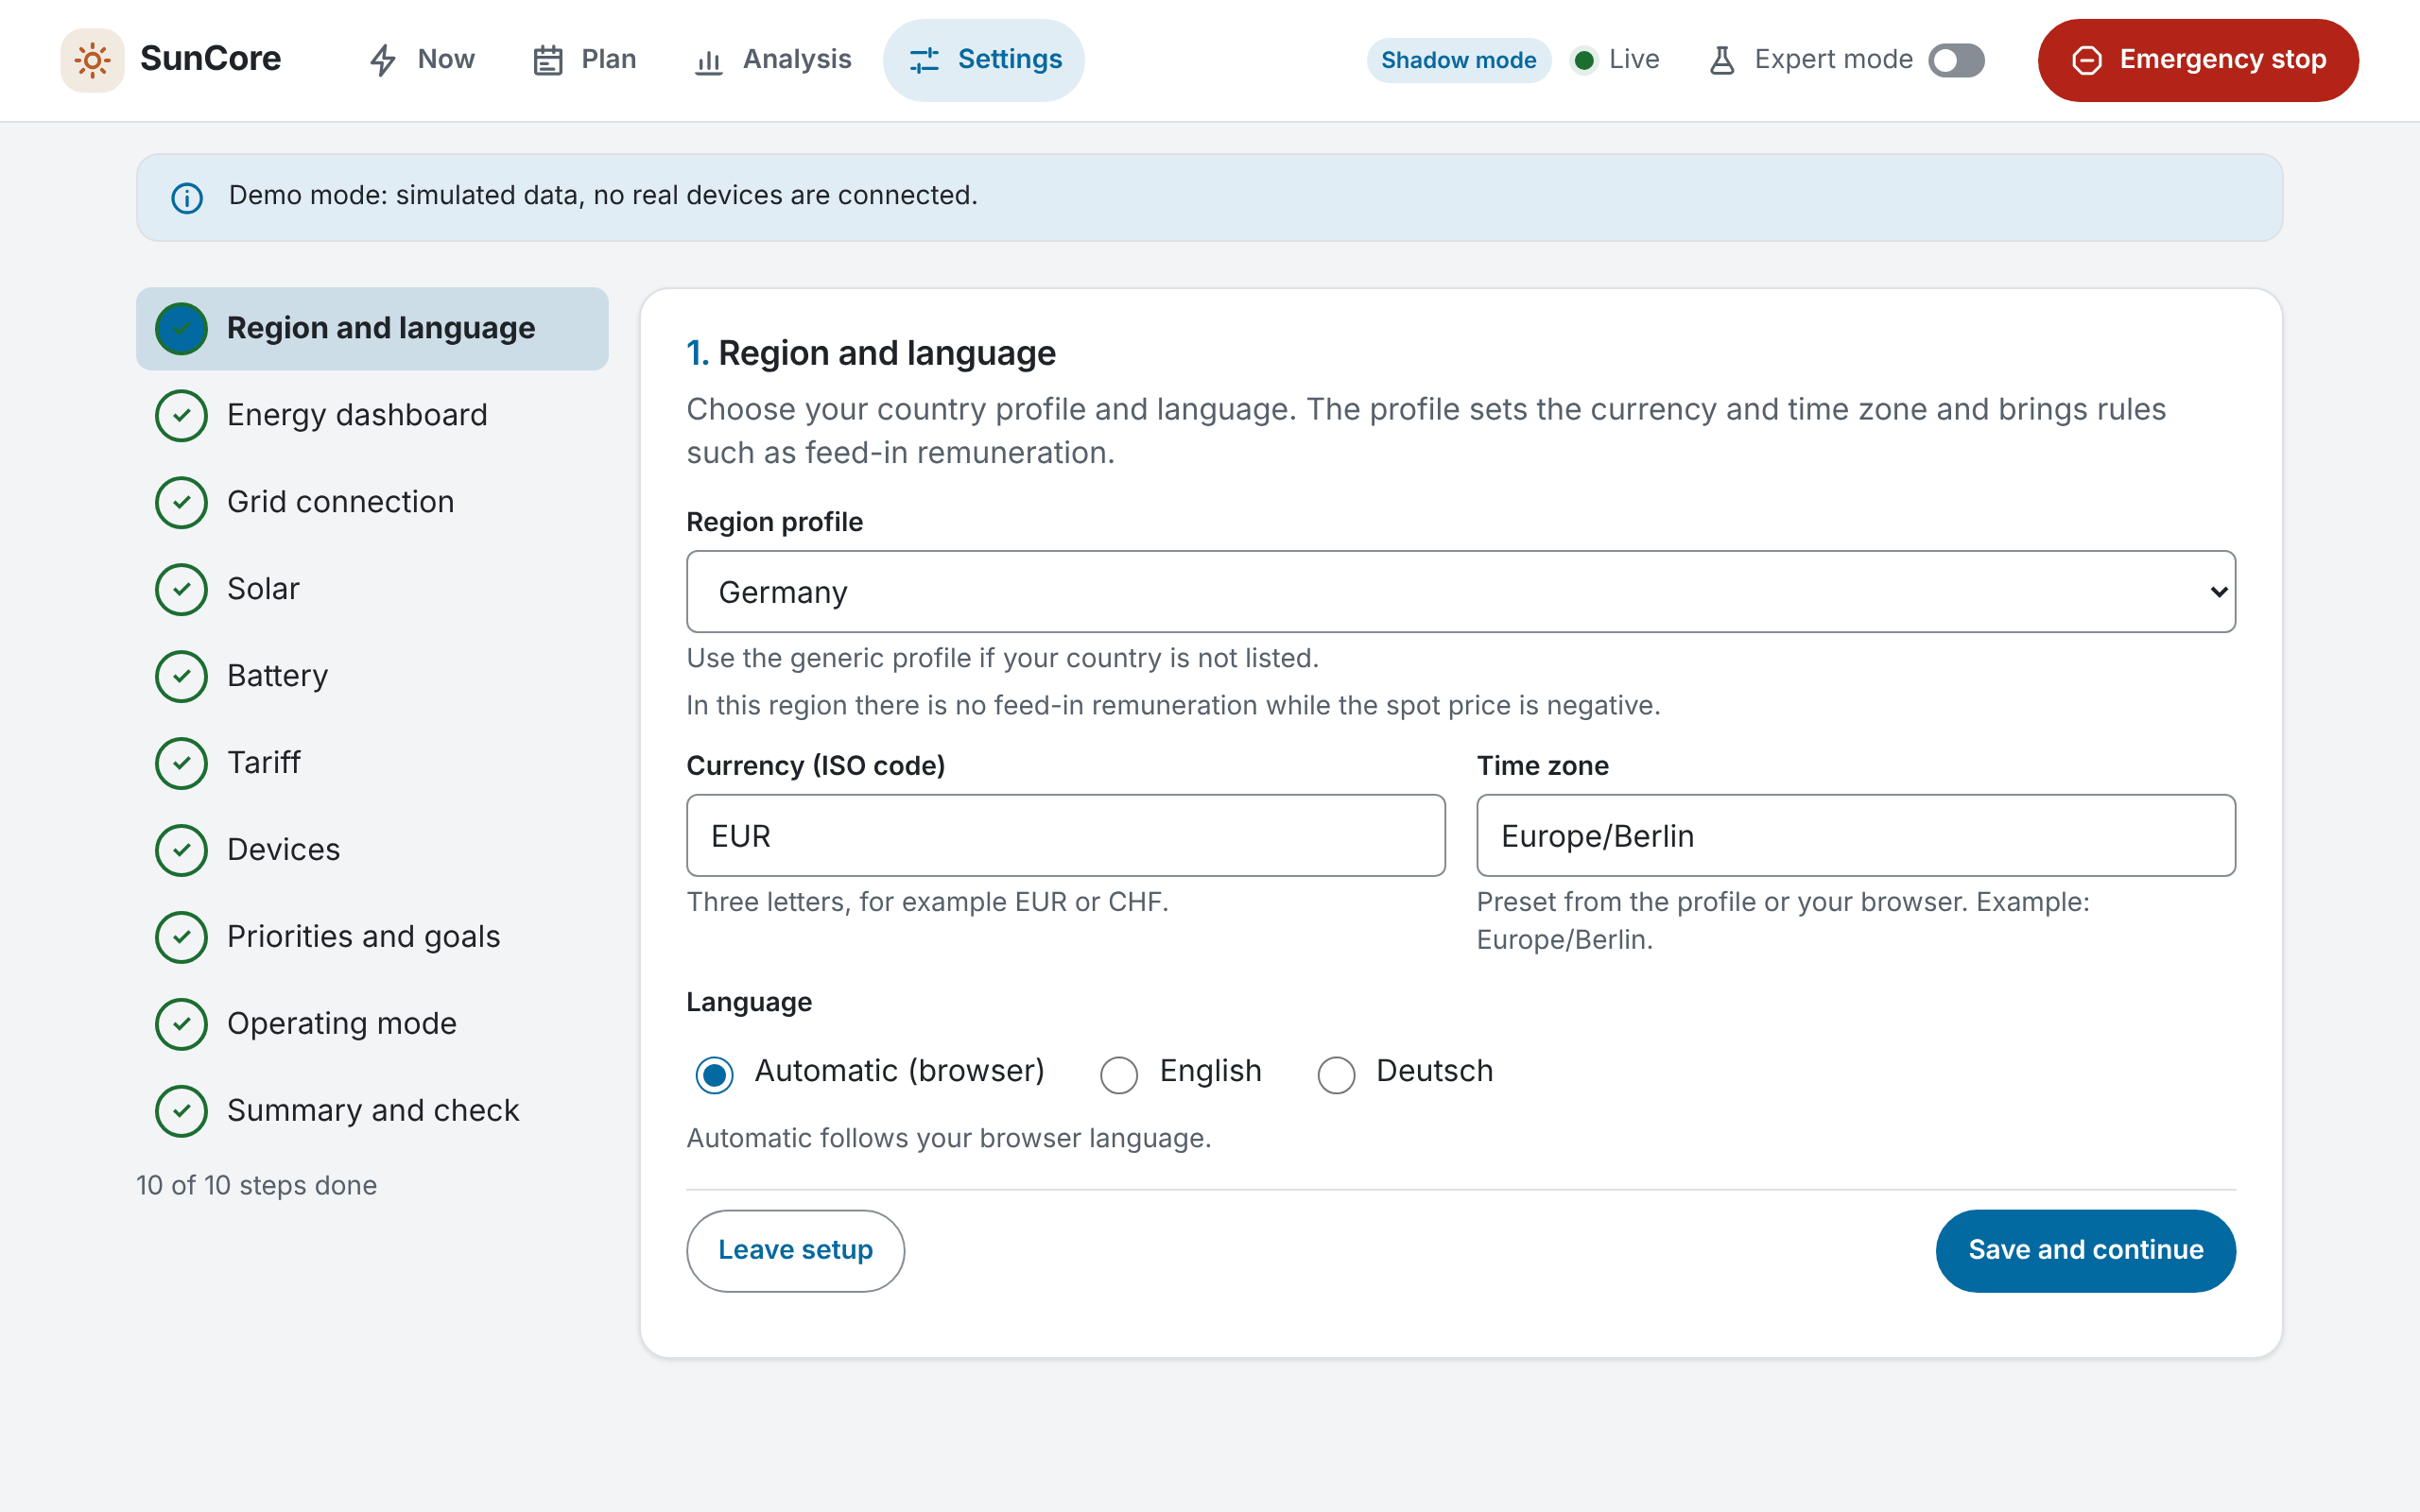 SunCore
Now
Plan
Analysis
Settings
Shadow mode
Live
Expert mode
Emergency stop
Demo mode: simulated data, no real devices are connected.
Region and language
Energy dashboard
Grid connection
Solar
Battery
Tariff
Devices
Priorities and goals
Operating mode
Summary and check
10 of 10 steps done
1. Region and language
Choose your country profile and language. The profile sets the currency and time zone and brings rules
such as feed-in remuneration.
Region profile
Germany
Use the generic profile if your country is not listed.
In this region there is no feed-in remuneration while the spot price is negative.
Currency (ISO code)
EUR
Three letters, for example EUR or CHF.
Time zone
Europe/Berlin
Preset from the profile or your browser. Example:
Europe/Berlin.
Language
Automatic (browser)
English
Deutsch
Automatic follows your browser language.
Leave setup
Save and continue